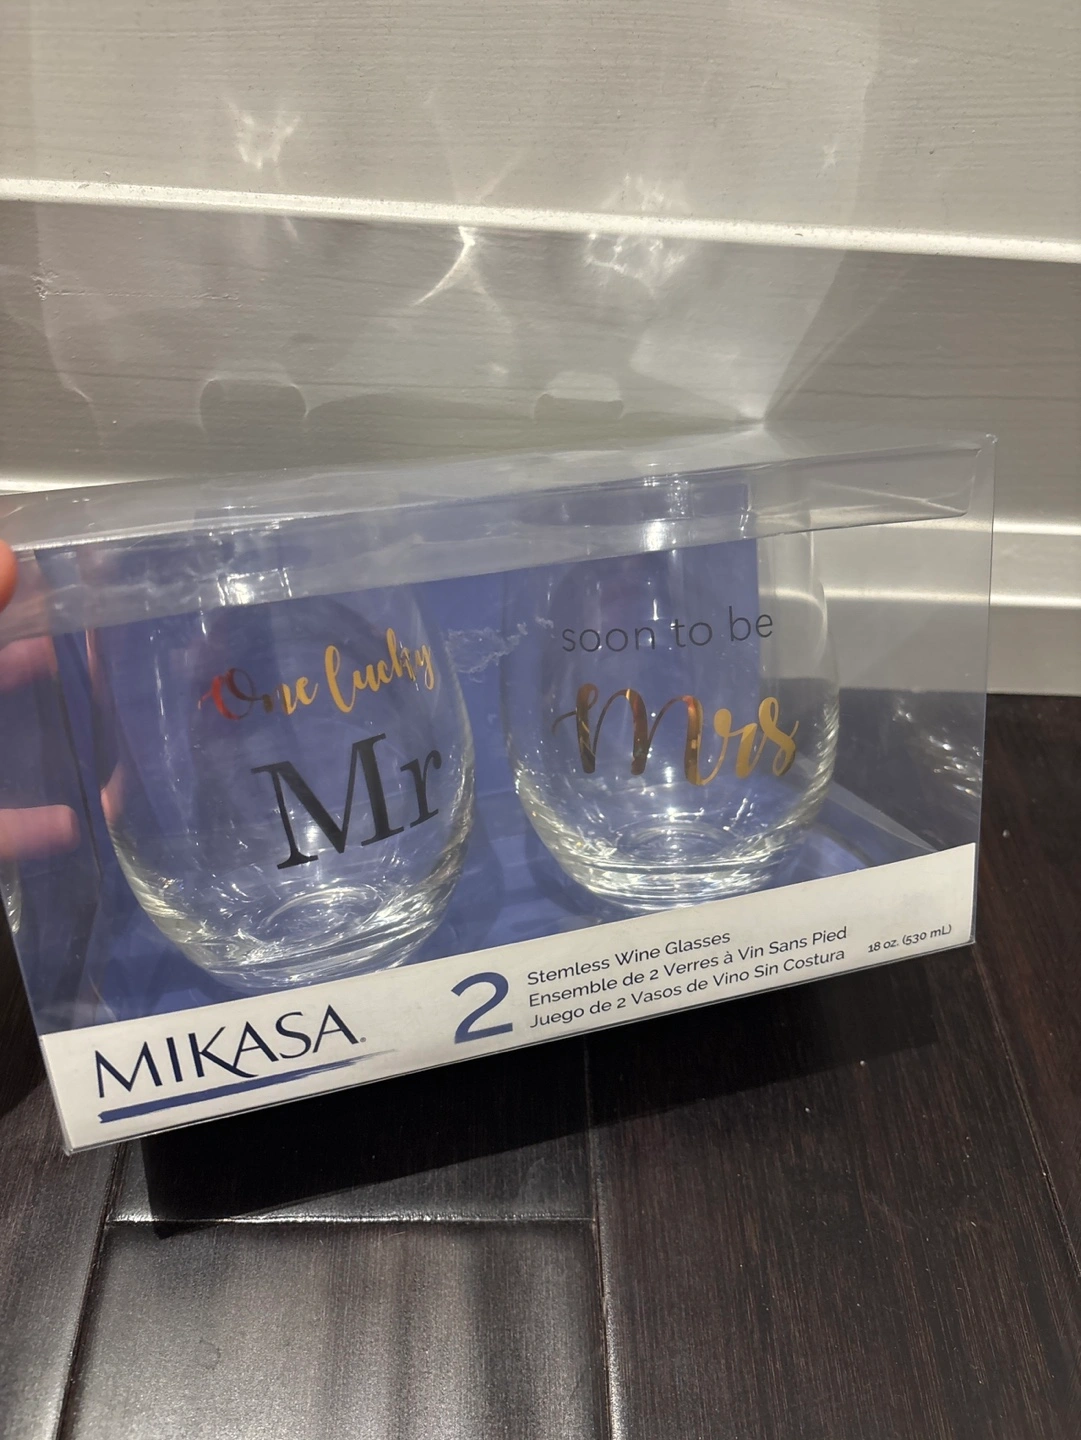 One lucky
Mr
soon to be
Mrs
MIKASA®
2
Stemless Wine Glasses
Ensemble de 2 Verres à Vin Sans Pied
Juego de 2 Vasos de Vino Sin Costura
18 oz. (530 mL)